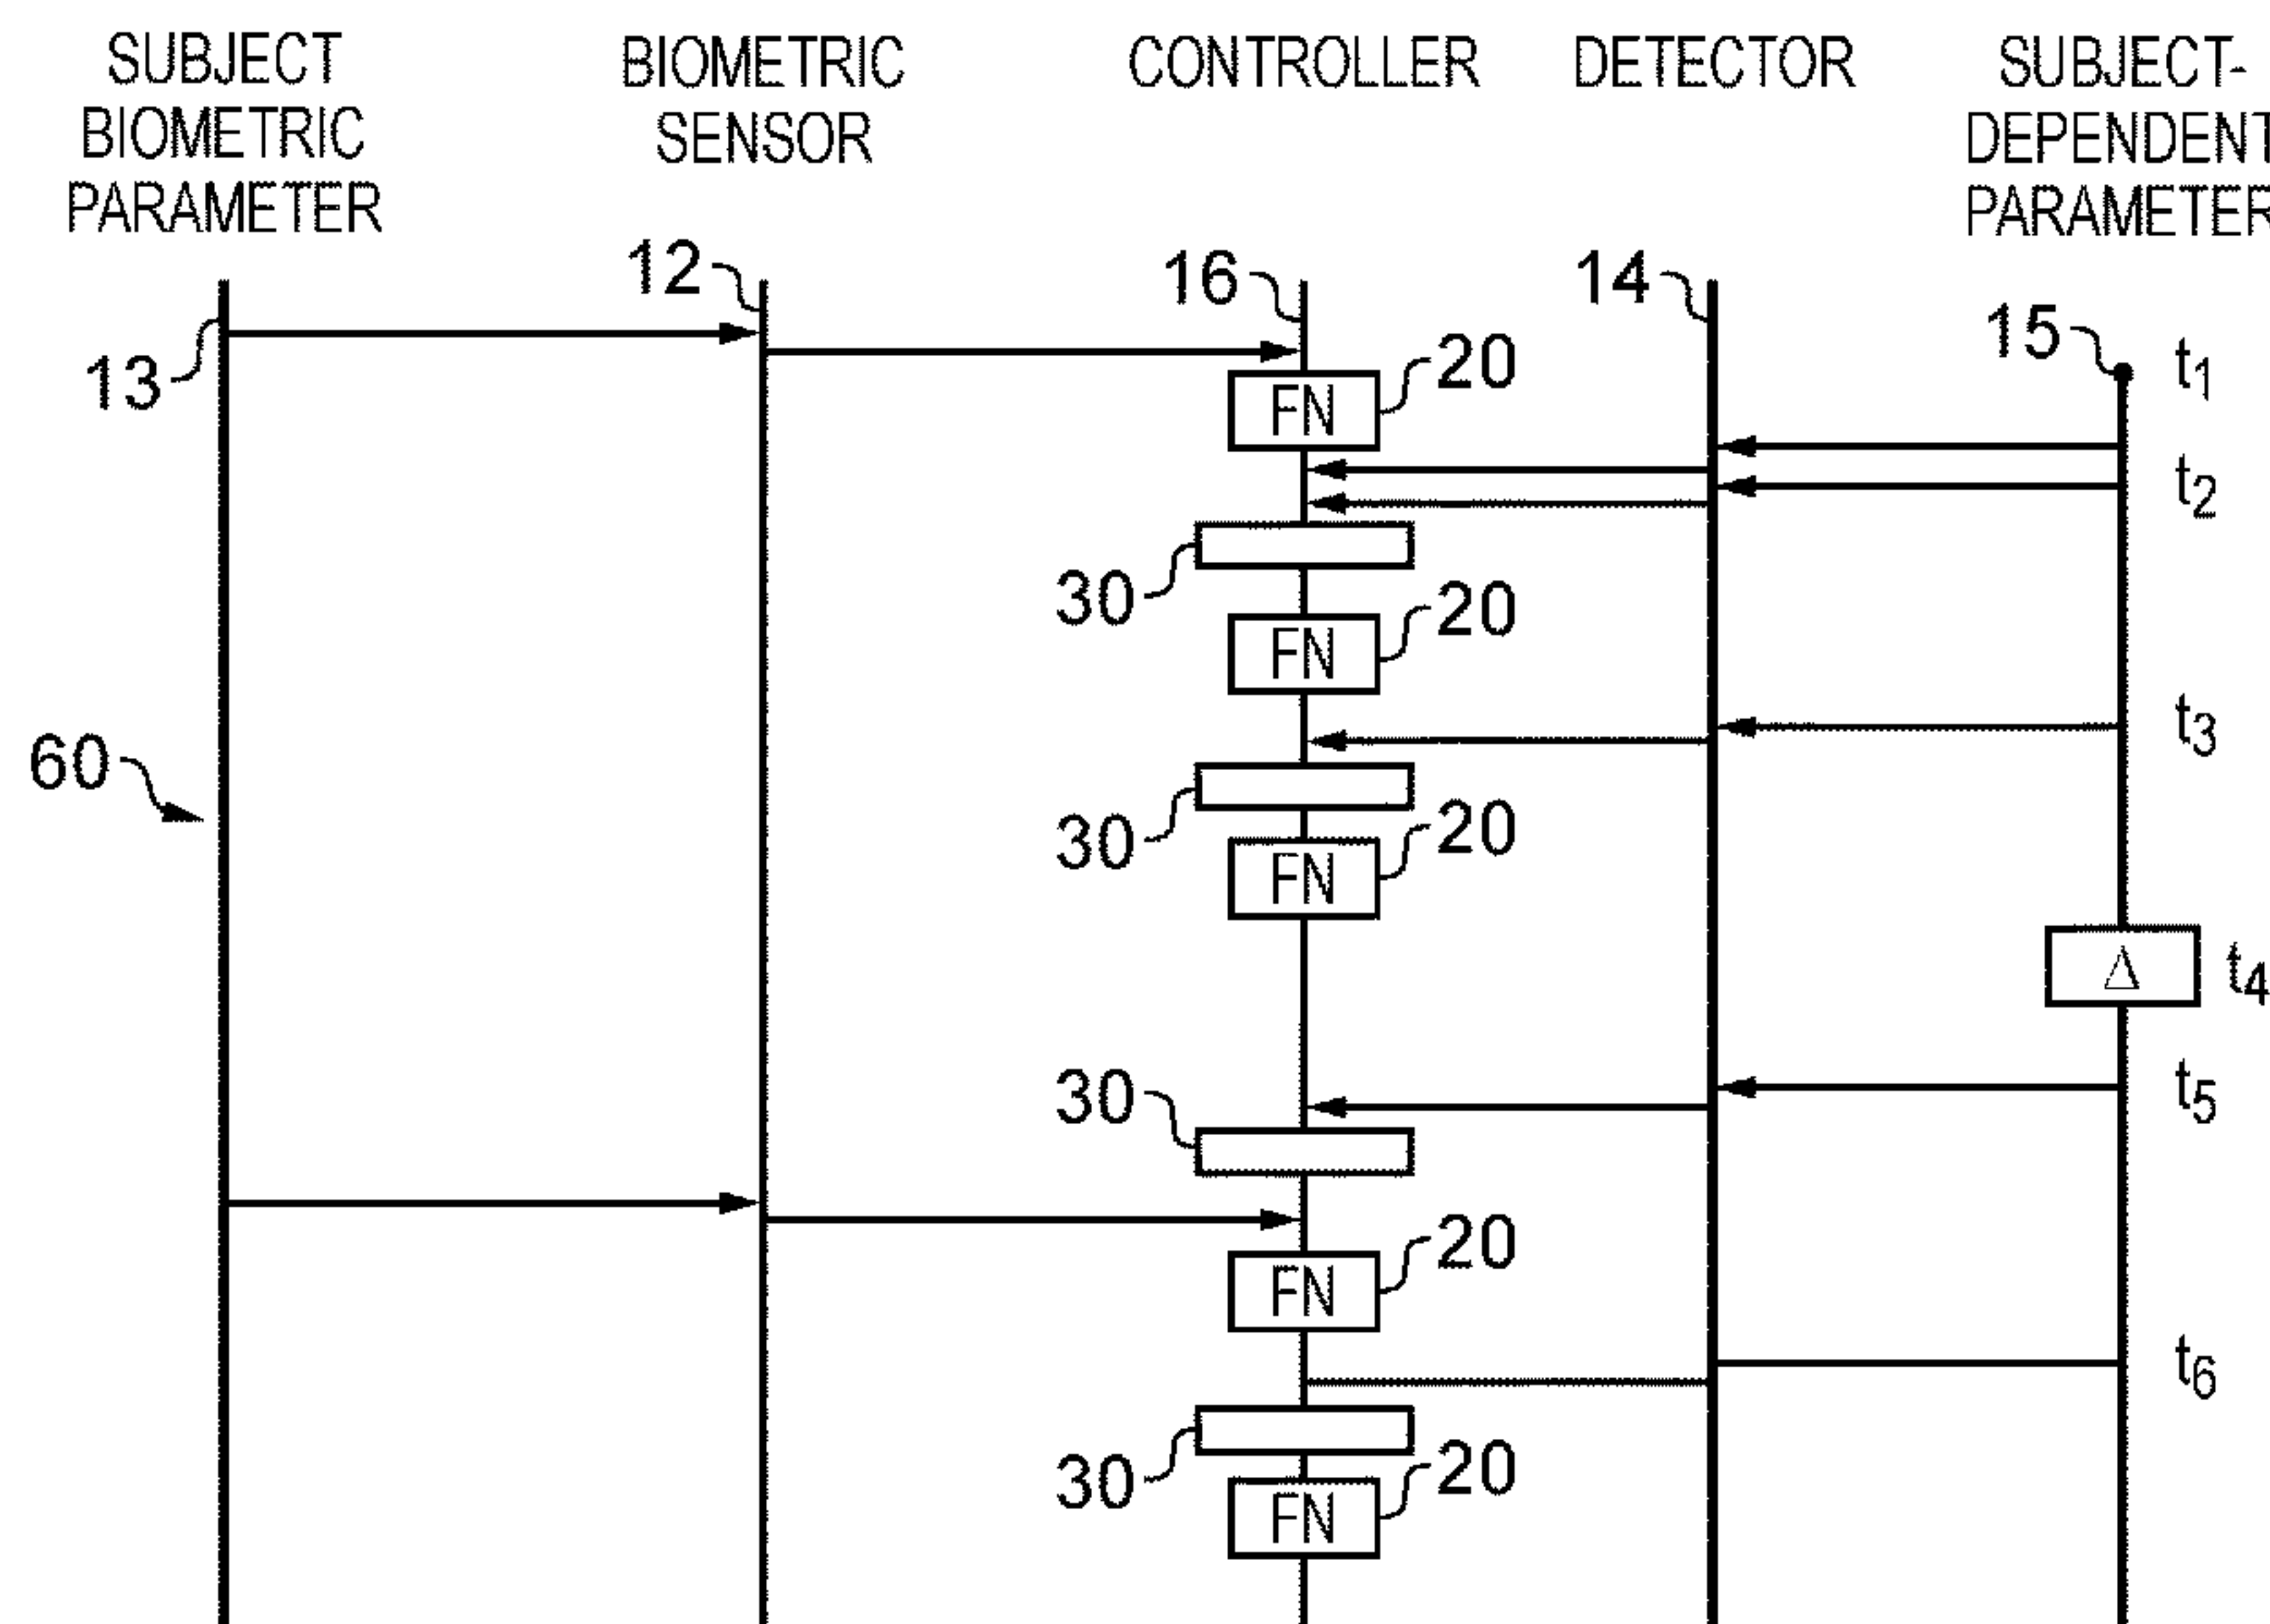 SUBJECT
BIOMETRIC
PARAMETER
BIOMETRIC
SENSOR
CONTROLLER
DETECTOR
SUBJECT-
DEPENDENT
PARAMETER
12
16
14
15
t1
13
20
FN
t2
30
20
FN
t3
60
30
20
FN
Δ
t4
30
t5
20
FN
t6
30
20
FN